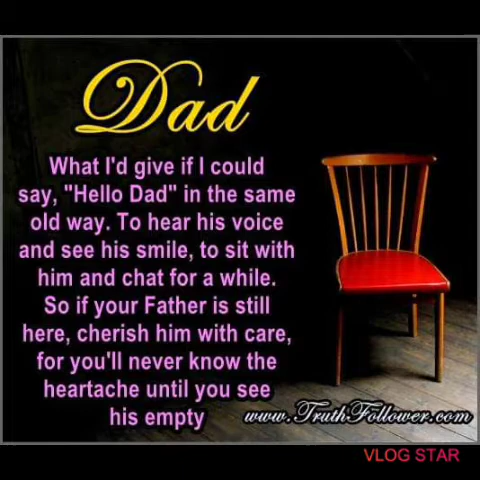 Dad
What I'd give if I could
say, "Hello Dad" in the same
old way. To hear his voice
and see his smile, to sit with
him and chat for a while.
So if your Father is still
here, cherish him with care,
for you'll never know the
heartache until you see
his empty
www.TruthFollower.com
VLOG STAR